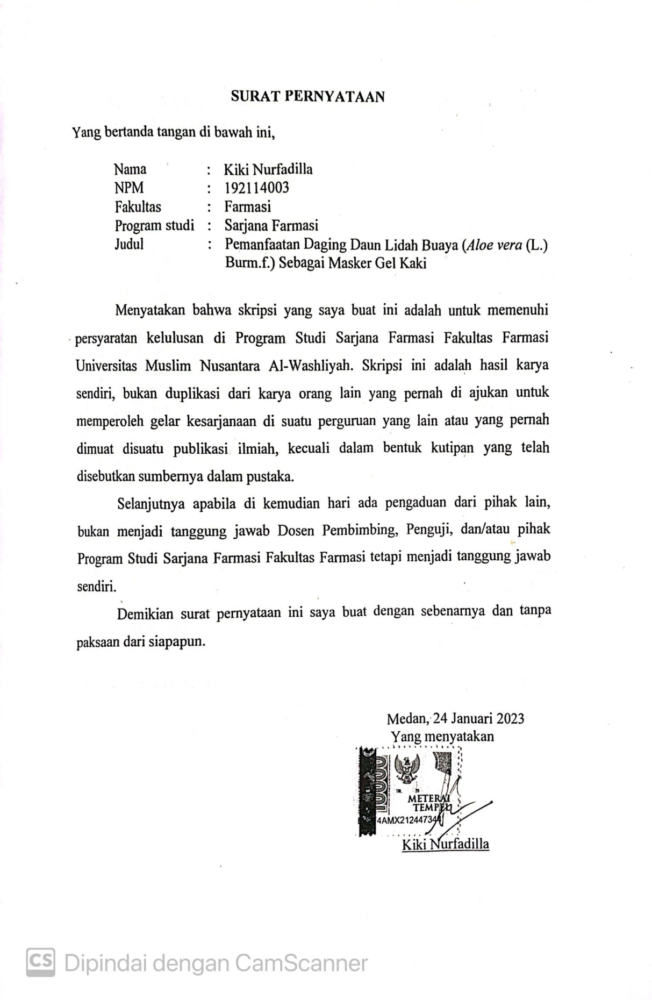 SURAT PERNYATAAN
Yang bertanda tangan di bawah ini,
Nama : Kiki Nurfadilla
NPM : 192114003
Fakultas : Farmasi
Program studi : Sarjana Farmasi
Judul : Pemanfaatan Daging Daun Lidah Buaya (Aloe vera (L.)
Burm.f.) Sebagai Masker Gel Kaki
Menyatakan bahwa skripsi yang saya buat ini adalah untuk memenuhi
persyaratan kelulusan di Program Studi Sarjana Farmasi Fakultas Farmasi
Universitas Muslim Nusantara Al-Washliyah. Skripsi ini adalah hasil karya
sendiri, bukan duplikasi dari karya orang lain yang pernah di ajukan untuk
memperoleh gelar kesarjanaan di suatu perguruan yang lain atau yang pernah
dimuat disuatu publikasi ilmiah, kecuali dalam bentuk kutipan yang telah
disebutkan sumbernya dalam pustaka.
Selanjutnya apabila di kemudian hari ada pengaduan dari pihak lain,
bukan menjadi tanggung jawab Dosen Pembimbing, Penguji, dan/atau pihak
Program Studi Sarjana Farmasi Fakultas Farmasi tetapi menjadi tanggung jawab
sendiri.
Demikian surat pernyataan ini saya buat dengan sebenarnya dan tanpa
paksaan dari siapapun.
Medan, 24 Januari 2023
Yang menyatakan
METERAI
TEMPEL
Kiki Nurfadilla
CS Dipindai dengan CamScanner